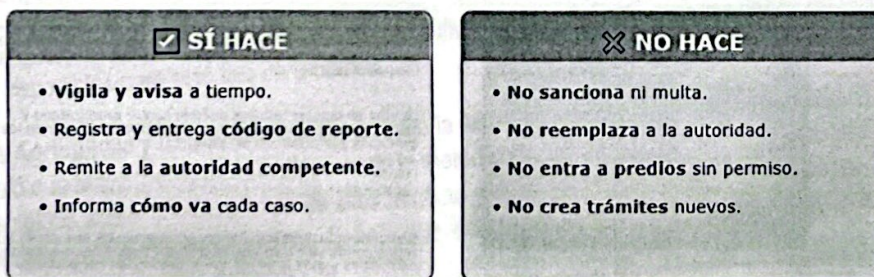 SÍ HACE
• Vigila y avisa a tiempo.
• Registra y entrega código de reporte.
• Remite a la autoridad competente.
• Informa cómo va cada caso.
NO HACE
• No sanciona ni multa.
• No reemplaza a la autoridad.
• No entra a predios sin permiso.
• No crea trámites nuevos.